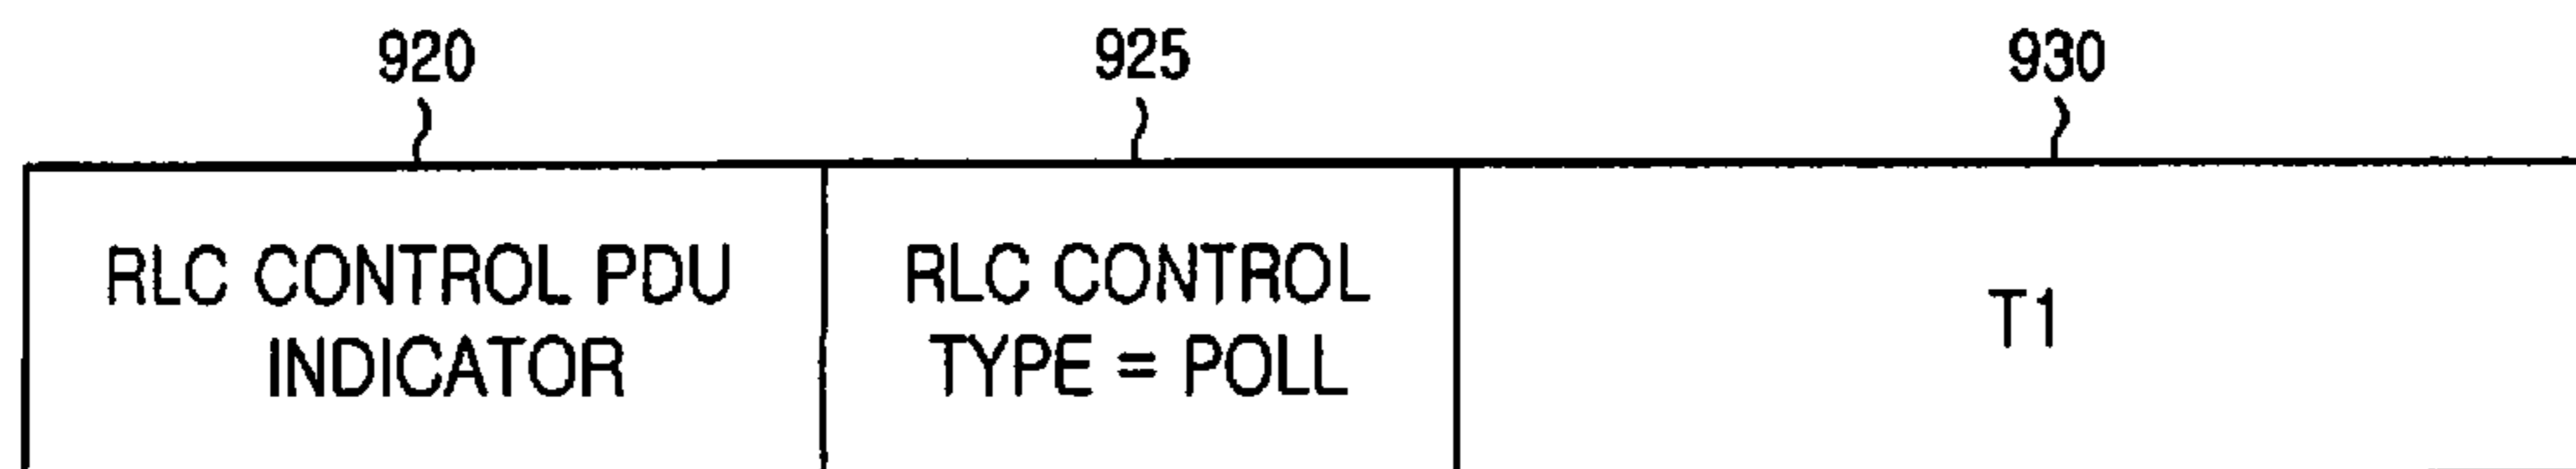 920 925 930
RLC CONTROL PDU
INDICATOR
RLC CONTROL
TYPE = POLL
T1